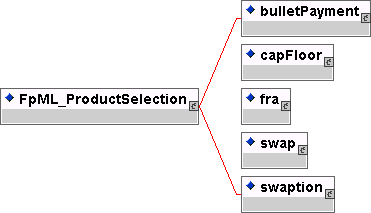 bulletPayment
capFloor
FpML_ProductSelection
fra
swap
swaption